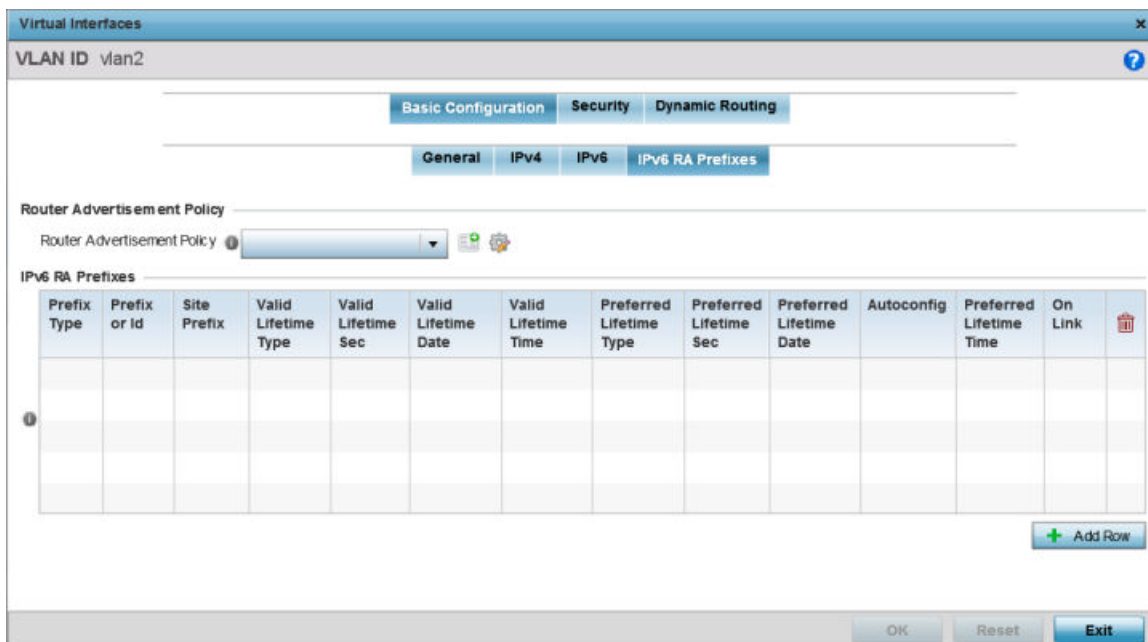 Virtual Interfaces
VLAN ID vlan2
Basic Configuration Security Dynamic Routing
General IPv4 IPv6 IPv6 RA Prefixes
Router Advertisement Policy
Router Advertisement Policy
IPv6 RA Prefixes
Prefix Type Prefix or Id Site Prefix Valid Lifetime Type Valid Lifetime Sec Valid Lifetime Date Valid Lifetime Time Preferred Lifetime Type Preferred Lifetime Sec Preferred Lifetime Date Autoconfig Preferred Lifetime Time On Link
Add Row
OK Reset Exit